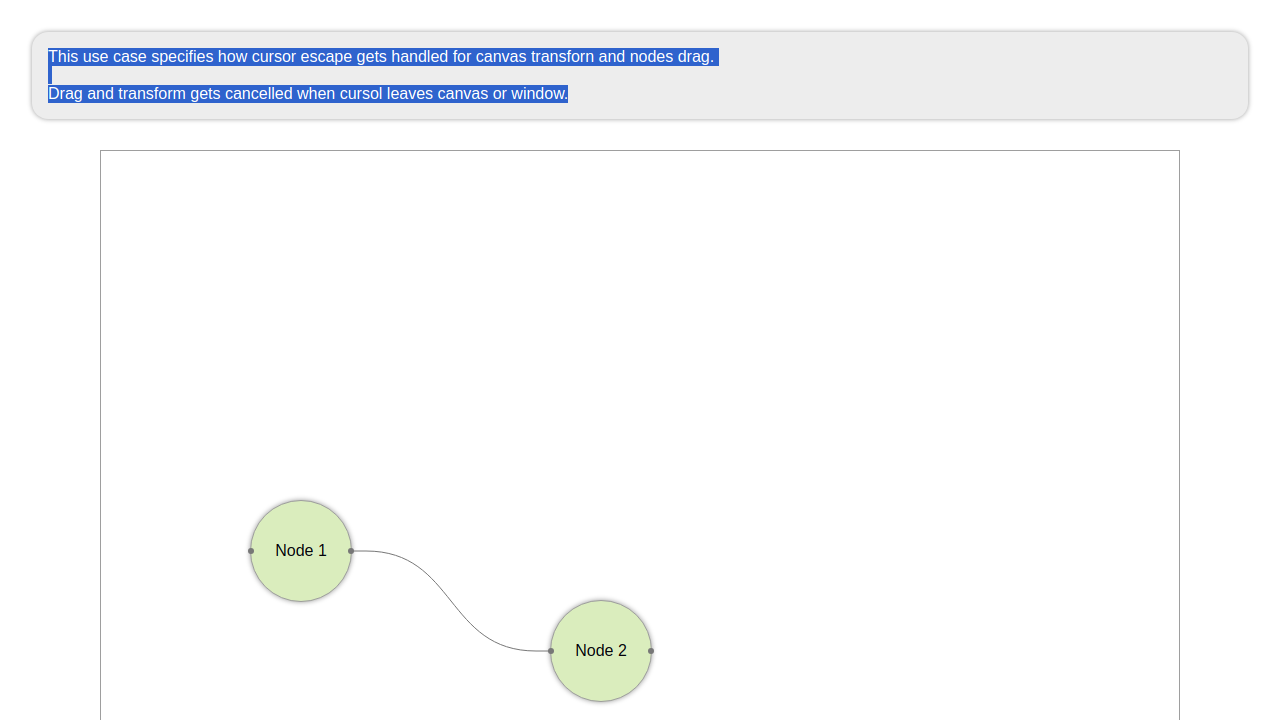 This use case specifies how cursor escape gets handled for canvas transforn and nodes drag.
Drag and transform gets cancelled when cursol leaves canvas or window.
Node 1
Node 2